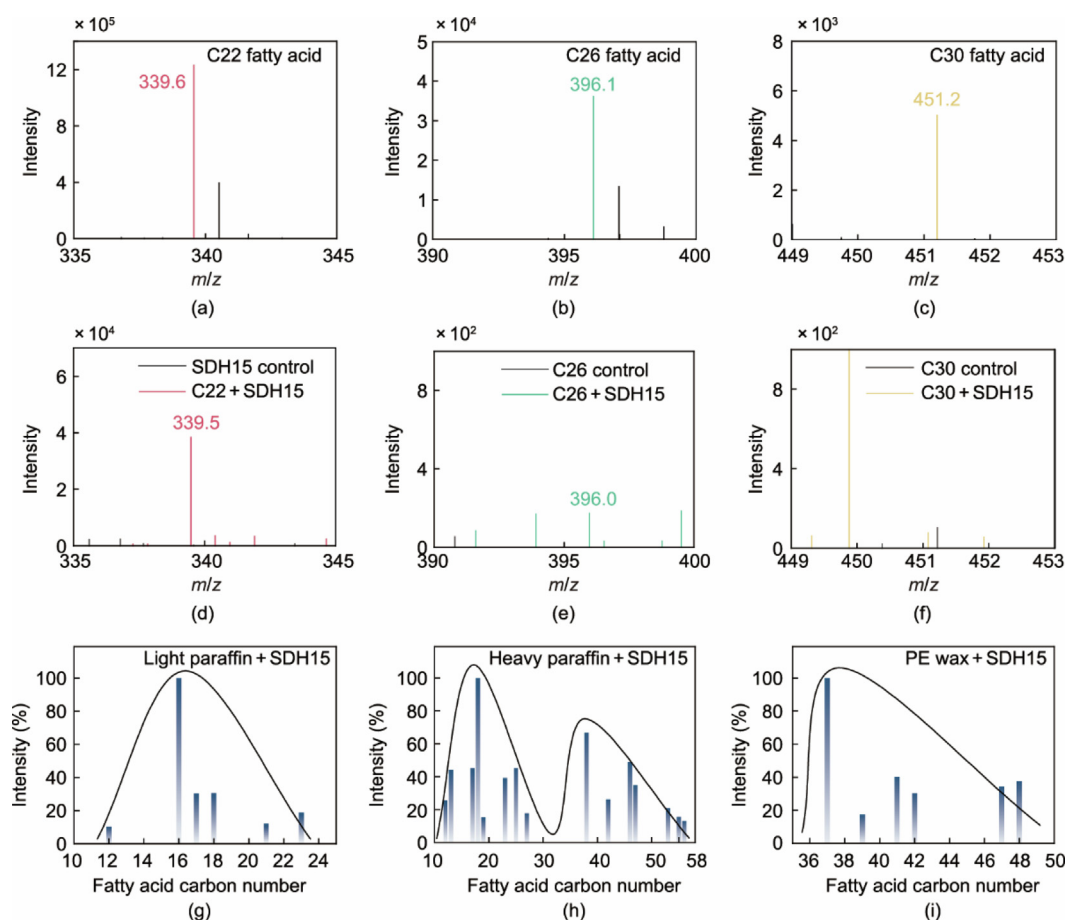 × 10⁵
C22 fatty acid
339.6
Intensity
12
8
4
0
335
340
345
m/z
(a)
× 10⁴
C26 fatty acid
396.1
Intensity
5
4
3
2
1
0
390
395
400
m/z
(b)
× 10³
C30 fatty acid
451.2
Intensity
8
6
4
2
0
449
450
451
452
453
m/z
(c)
× 10⁴
SDH15 control
C22 + SDH15
339.5
Intensity
6
4
2
0
335
340
345
m/z
(d)
× 10²
C26 control
C26 + SDH15
396.0
Intensity
8
4
0
390
395
400
m/z
(e)
× 10²
C30 control
C30 + SDH15
Intensity
8
4
0
449
450
451
452
453
m/z
(f)
Light paraffin + SDH15
Intensity (%)
100
80
60
40
20
0
10
12
14
16
18
20
22
24
Fatty acid carbon number
(g)
Heavy paraffin + SDH15
Intensity (%)
100
80
60
40
20
0
10
20
30
40
50
58
Fatty acid carbon number
(h)
PE wax + SDH15
Intensity (%)
100
80
60
40
20
0
36
38
40
42
44
46
48
50
Fatty acid carbon number
(i)